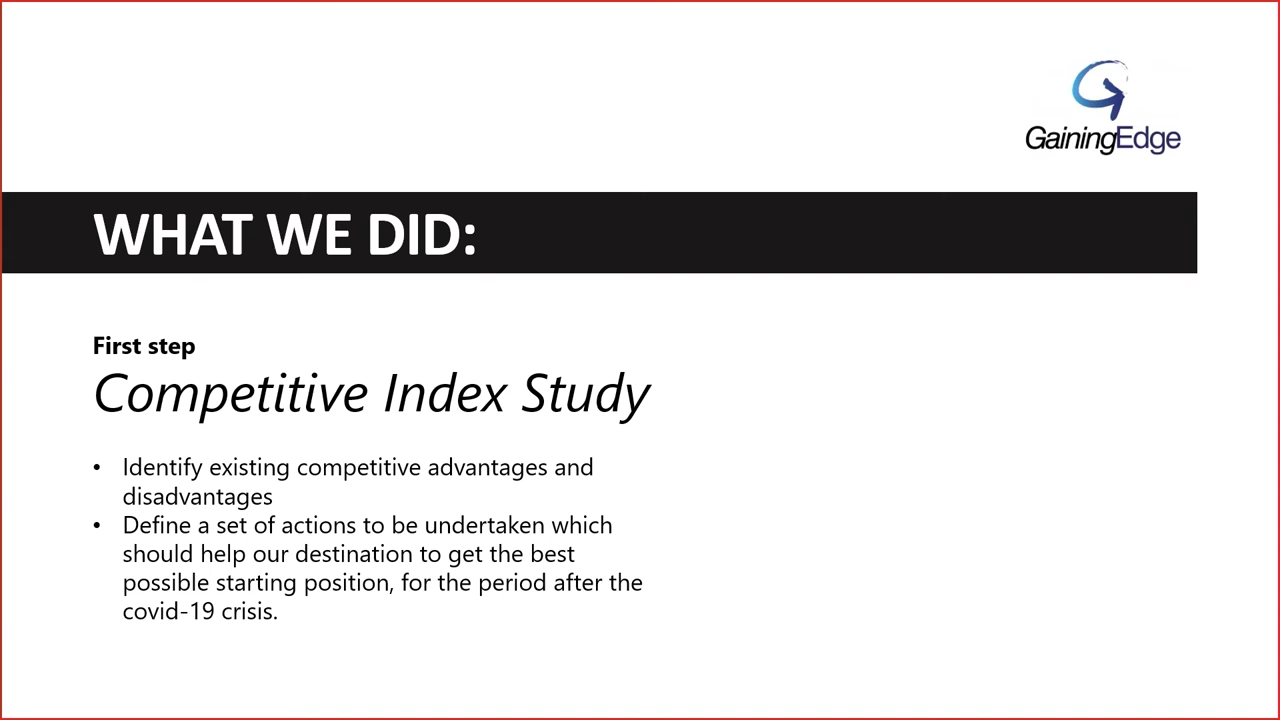 GainingEdge
WHAT WE DID:
First step
Competitive Index Study
• Identify existing competitive advantages and
disadvantages
• Define a set of actions to be undertaken which
should help our destination to get the best
possible starting position, for the period after the
covid-19 crisis.